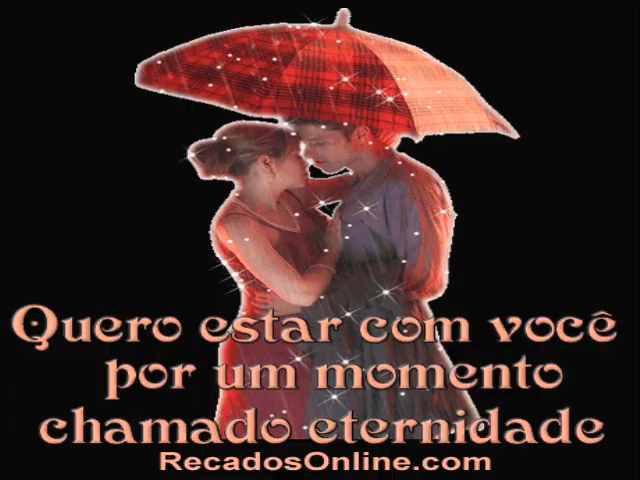 Quero estar com você
por um momento
chamado eternidade
RecadosOnline.com